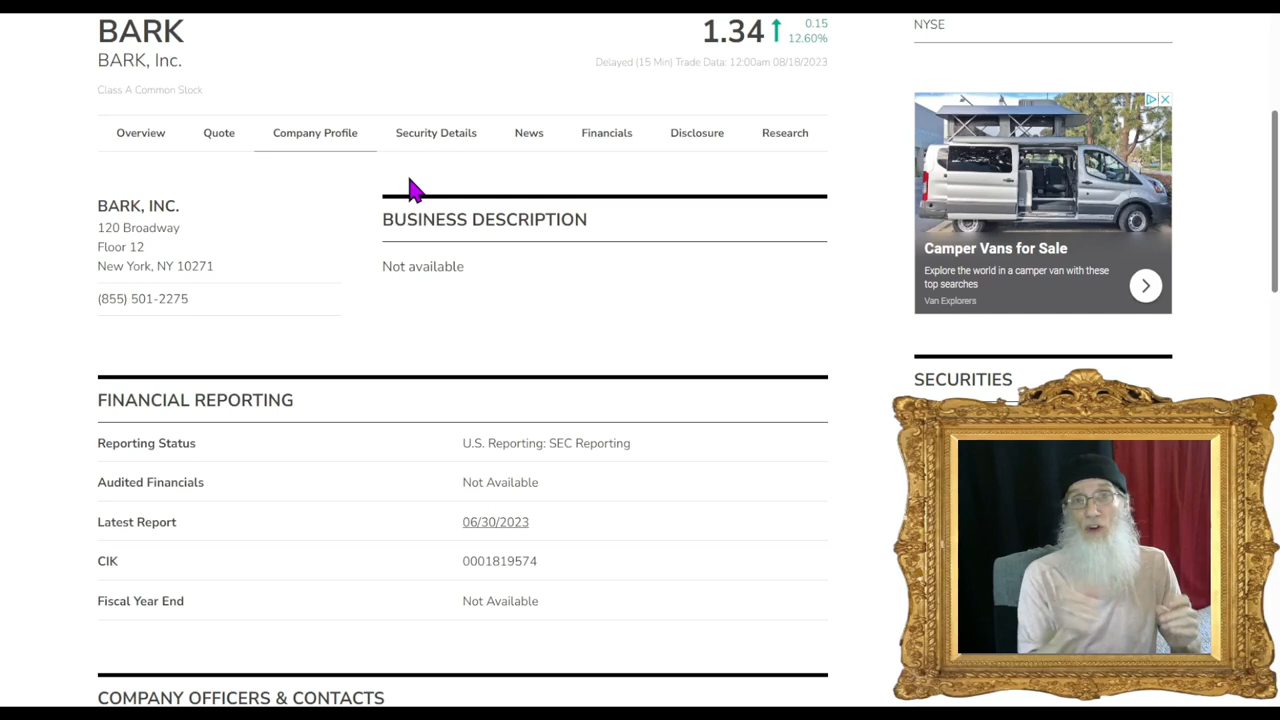 BARK
1.34
0.15
12.60%
BARK, Inc.
Delayed (15 Min) Trade Data: 12:00am 08/18/2023
Class A Common Stock
Overview Quote Company Profile Security Details News Financials Disclosure Research
BARK, INC.
120 Broadway
Floor 12
New York, NY 10271
(855) 501-2275
BUSINESS DESCRIPTION
Not available
FINANCIAL REPORTING
Reporting Status U.S. Reporting: SEC Reporting
Audited Financials Not Available
Latest Report 06/30/2023
CIK 0001819574
Fiscal Year End Not Available
COMPANY OFFICERS & CONTACTS
NYSE
Camper Vans for Sale
Explore the world in a camper van with these
top searches
Van Explorers
SECURITIES